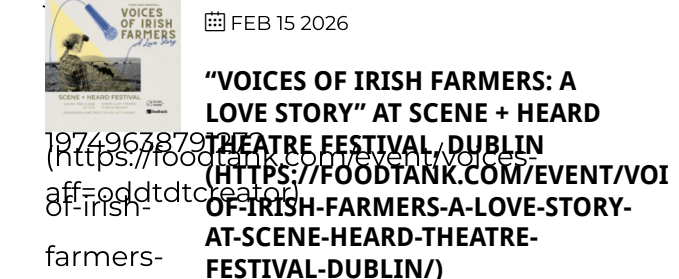 VOICES
OF IRISH
FARMERS
A Love Story
SCENE + HEARD FESTIVAL
FEB 15 2026
“VOICES OF IRISH FARMERS: A
LOVE STORY” AT SCENE + HEARD
THEATRE FESTIVAL, DUBLIN
(HTTPS://FOODTANK.COM/EVENT/VOI
OF-IRISH-FARMERS-A-LOVE-STORY-
AT-SCENE-HEARD-THEATRE-
FESTIVAL-DUBLIN/)
(https://foodtank.com/event/voices-
aff=oddtdtcreator)
of-irish-
farmers-